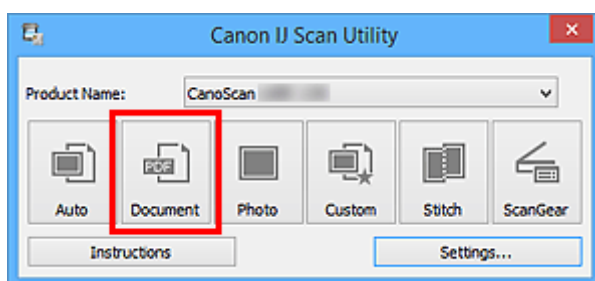 Canon IJ Scan Utility
Product Name: CanoScan
PDF
Auto Document Photo Custom Stitch ScanGear
Instructions Settings...